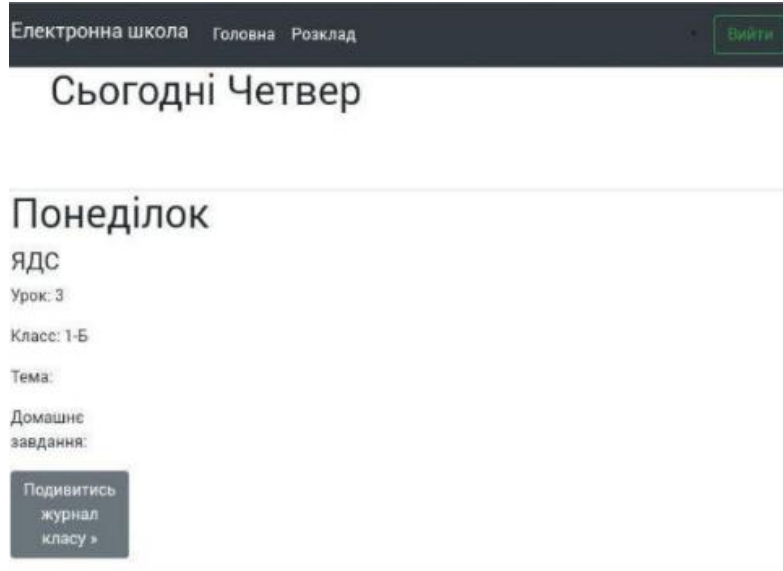 Електронна школа Головна Розклад Вийти
Сьогодні Четвер
Понеділок
ЯДС
Урок: 3
Класс: 1-Б
Тема:
Домашнє
завдання:
Подивитись
журнал
класу »